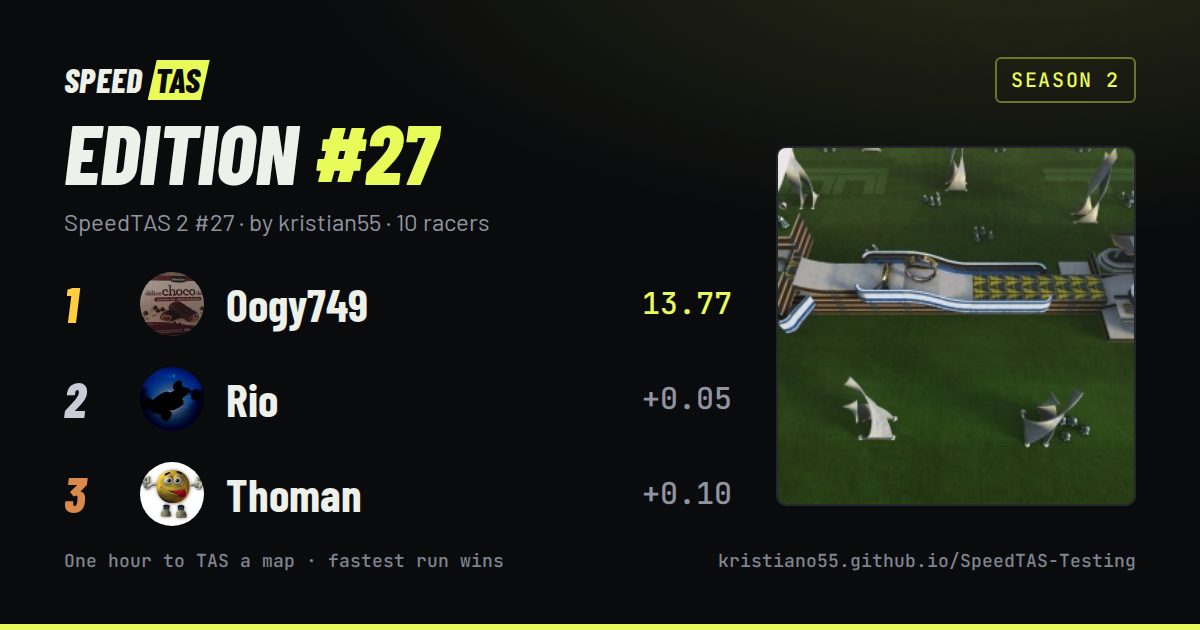 SPEED TAS
SEASON 2
EDITION #27
SpeedTAS 2 #27 · by kristian55 · 10 racers
1 Oogy749 13.77
2 Rio +0.05
3 Thoman +0.10
One hour to TAS a map · fastest run wins
kristiano55.github.io/SpeedTAS-Testing